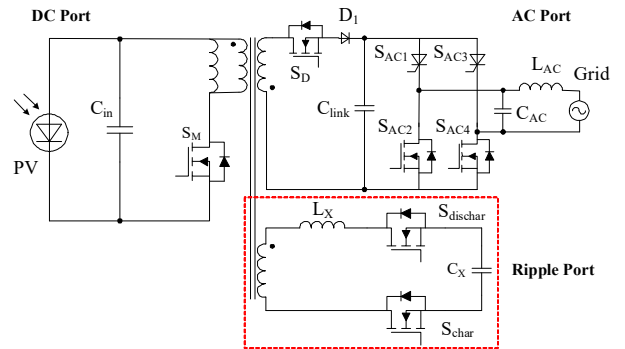 DC Port
AC Port
D1
SD
SAC1
SAC3
LAC
Grid
Cin
Clink
CAC
SM
SAC2
SAC4
PV
LX
Sdischar
CX
Ripple Port
Schar